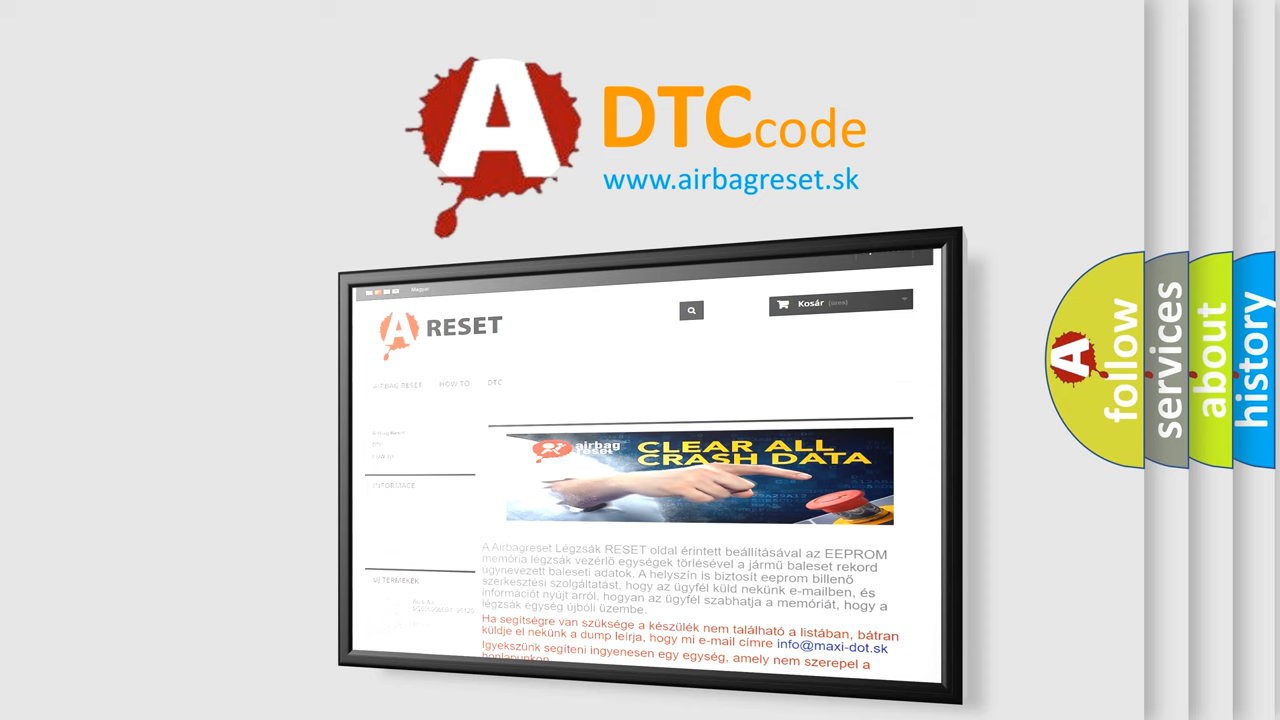 A
DTCcode
www.airbagreset.sk
Magyar
A RESET
Kosár (üres)
AIRBAG RESET HOW TO DTC
Airbag Reset
INFORMACE
CLEAR ALL
CRASH DATA
airbag
reset
A Airbagreset Légzsák RESET oldal érintett beállításával az EEPROM
memória légzsák vezérlő egységek törlésével a jármű baleset rekord
úgynevezett baleseti adatok. A helyszín is biztosít eeprom billenő
szerkesztési szolgáltatást, hogy az ügyfél küld nekünk e-mailben, és
információt nyújt arról, hogyan az ügyfél szabhatja a memóriát, hogy a
légzsák egység újbóli üzembe.
Ha segítségre van szüksége a készülék nem található a listában, bátran
küldje el nekünk a dump leírja, hogy mi e-mail címre info@maxi-dot.sk
Igyekszünk segíteni ingyenesen egy egység, amely nem szerepel a
honlapunkon
ÚJ TERMÉKEK
A
follow
services
about
history